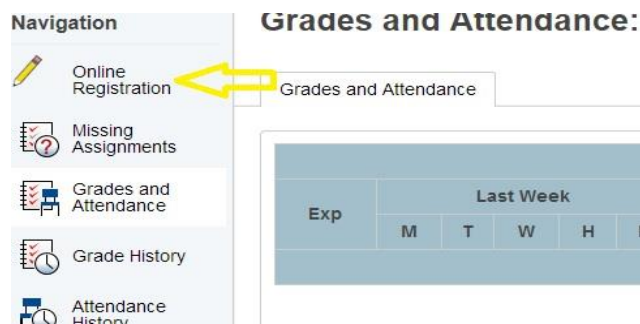 Navigation
Grades and Attendance:
Online
Registration
Missing
Assignments
Grades and
Attendance
Grade History
Attendance
History
Grades and Attendance
Exp
Last Week
M T W H